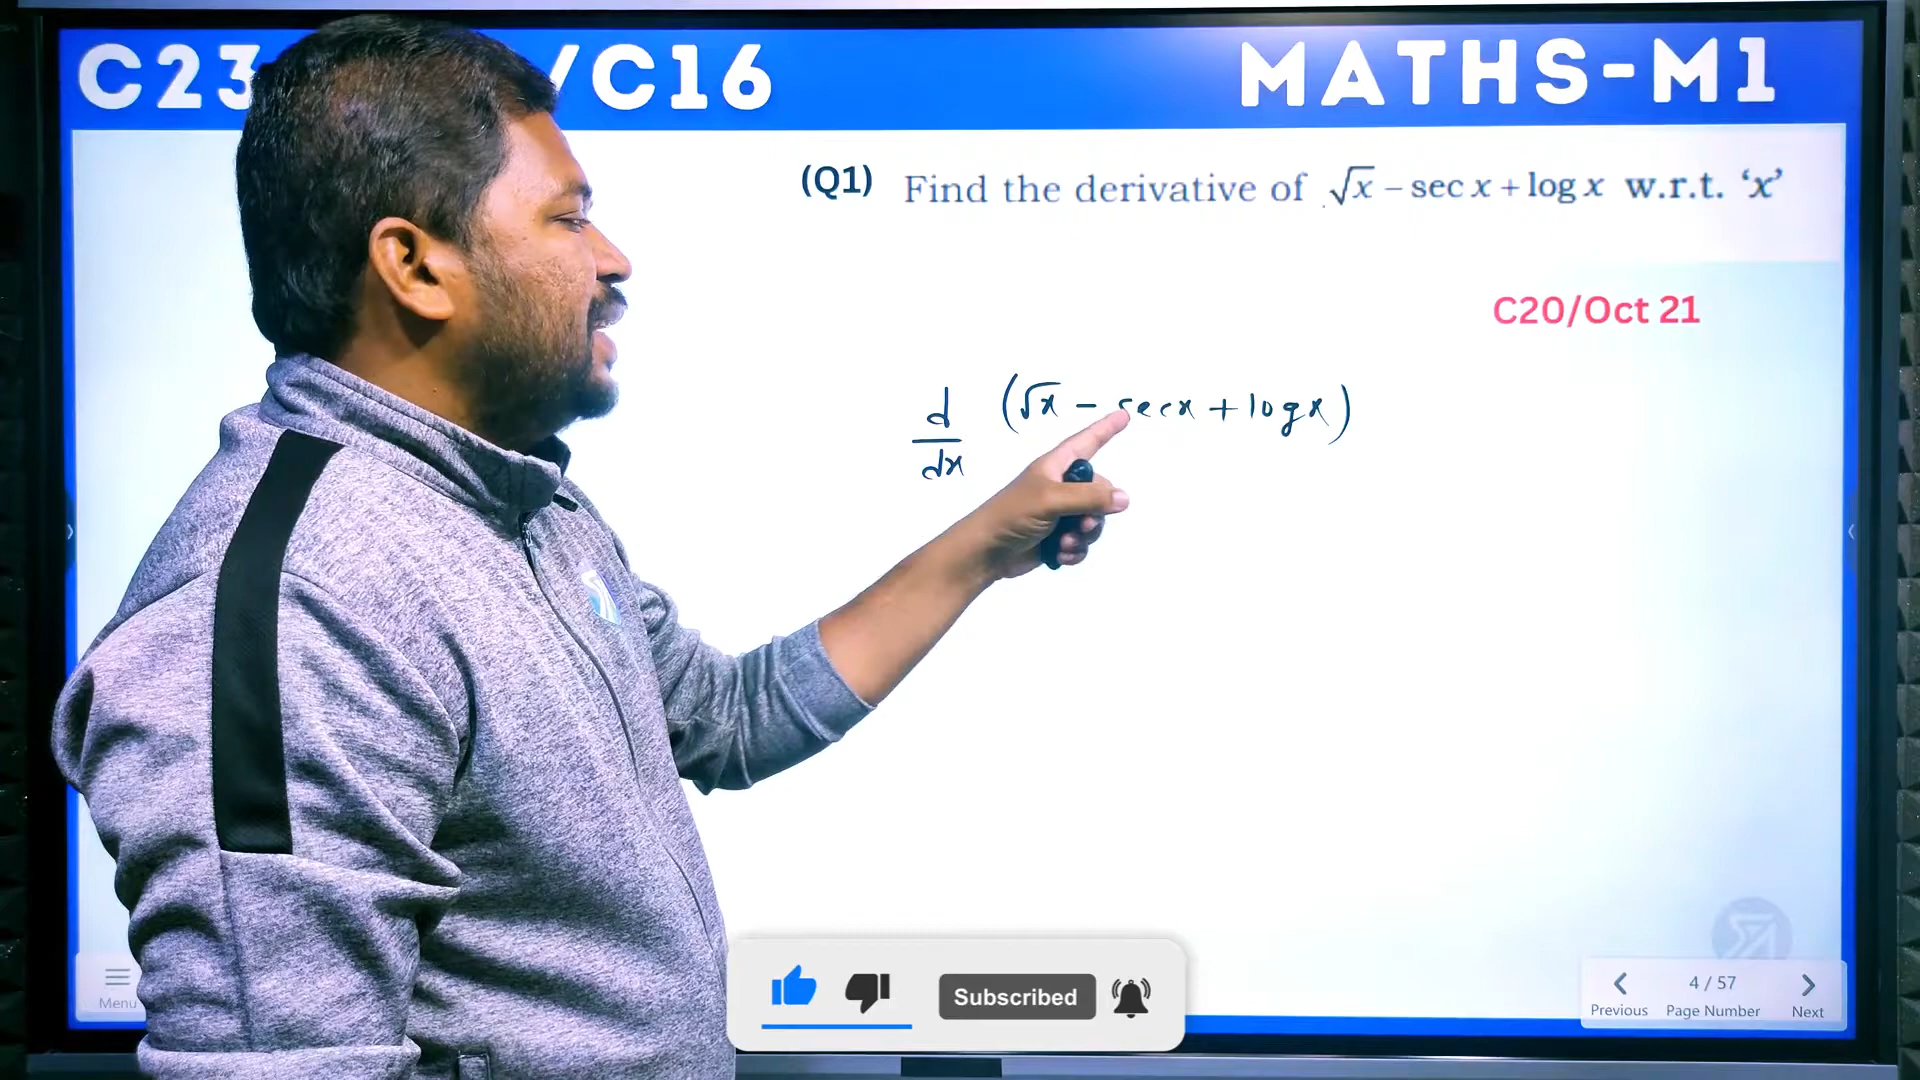 C23 /C16 MATHS-M1
(Q1) Find the derivative of √x – sec x + log x w.r.t. ‘x’
C20/Oct 21
d/dx (√x – secx + logx)
Menu
Subscribed
4 / 57
Previous Page Number Next